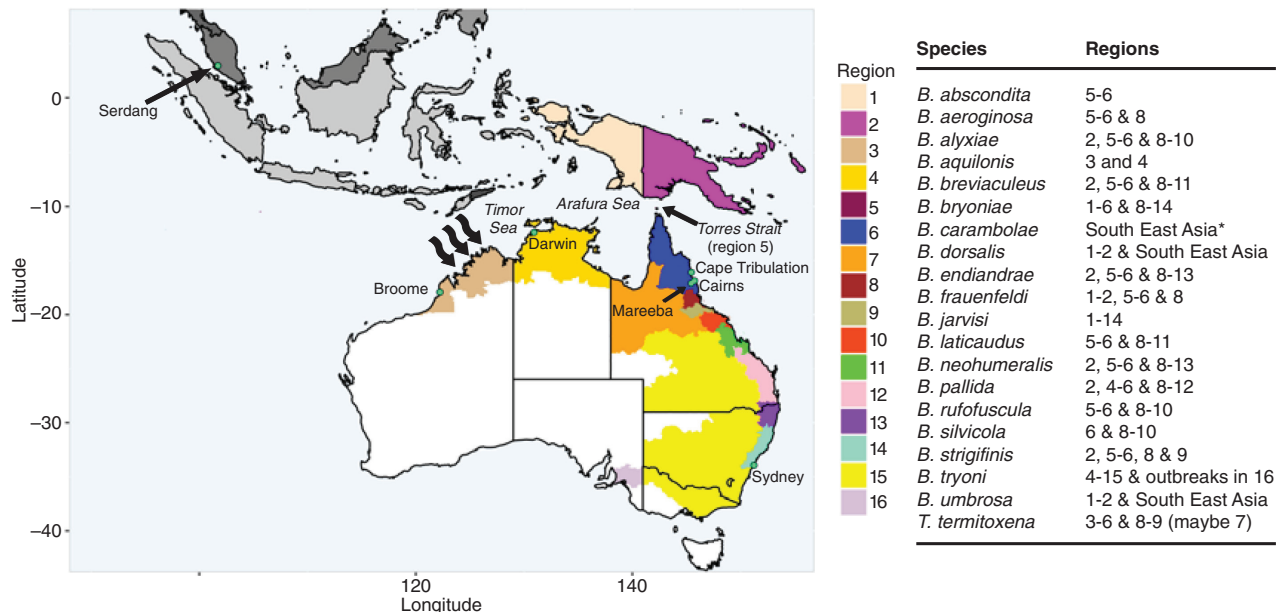 Serdang
0
−10
−20
−30
−40
Latitude
120
140
Longitude
Timor
Sea
Arafura Sea
Torres Strait
(region 5)
Darwin
Cape Tribulation
Cairns
Broome
Mareeba
Sydney
Region
1
2
3
4
5
6
7
8
9
10
11
12
13
14
15
16
Species Regions
B. abscondita 5-6
B. aeroginosa 5-6 & 8
B. alyxiae 2, 5-6 & 8-10
B. aquilonis 3 and 4
B. breviaculeus 2, 5-6 & 8-11
B. bryoniae 1-6 & 8-14
B. carambolae South East Asia*
B. dorsalis 1-2 & South East Asia
B. endiandrae 2, 5-6 & 8-13
B. frauenfeldi 1-2, 5-6 & 8
B. jarvisi 1-14
B. laticaudus 5-6 & 8-11
B. neohumeralis 2, 5-6 & 8-13
B. pallida 2, 4-6 & 8-12
B. rufofuscula 5-6 & 8-10
B. silvicola 6 & 8-10
B. strigifinis 2, 5-6, 8 & 9
B. tryoni 4-15 & outbreaks in 16
B. umbrosa 1-2 & South East Asia
T. termitoxena 3-6 & 8-9 (maybe 7)